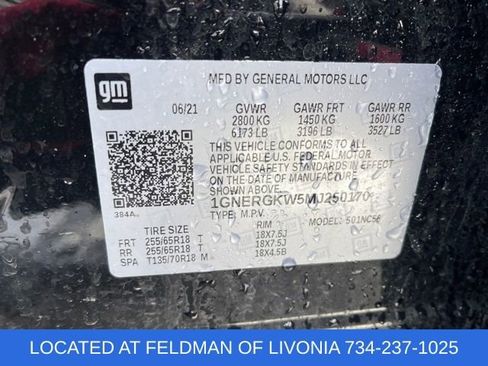 gm
MFD BY GENERAL MOTORS LLC
06/21 GVWR GAWR FRT GAWR RR
2800 KG 1450 KG 1600 KG
6173 LB 3196 LB 3527 LB
THIS VEHICLE CONFORMS TO ALL
APPLICABLE U.S. FEDERAL MOTOR
VEHICLE SAFETY
THEFT PREVENTION STANDARDS
IN EFFECT ON THE DATE OF
MANUFACTURE SHOWN ABOVE.
1GNERGKW5MJ250170
TYPE: M.P.V. MODEL: 501NC56
384A
TIRE SIZE RIM
FRT 255/65R18 T 18X7.5J
RR 255/65R18 T 18X7.5J
SPA T135/70R18 M 18X4.5B
LOCATED AT FELDMAN OF LIVONIA 734-237-1025